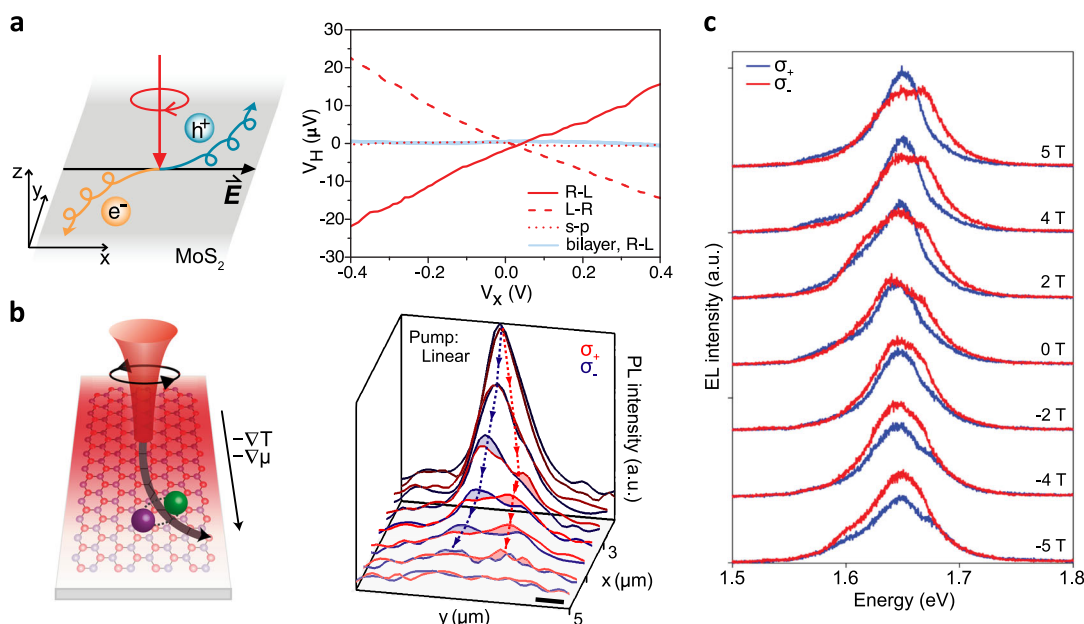 a
z
y
x
h+
e-
E
MoS2
VH (μV)
30
20
10
0
-10
-20
-30
R-L
L-R
s-p
bilayer, R-L
-0.4
-0.2
0.0
0.2
0.4
Vx (V)
b
-∇T
-∇μ
Pump:
Linear
σ+
σ-
PL intensity (a.u.)
3
x (μm)
5
y (μm)
c
σ+
σ-
EL intensity (a.u.)
5 T
4 T
2 T
0 T
-2 T
-4 T
-5 T
1.5
1.6
1.7
1.8
Energy (eV)